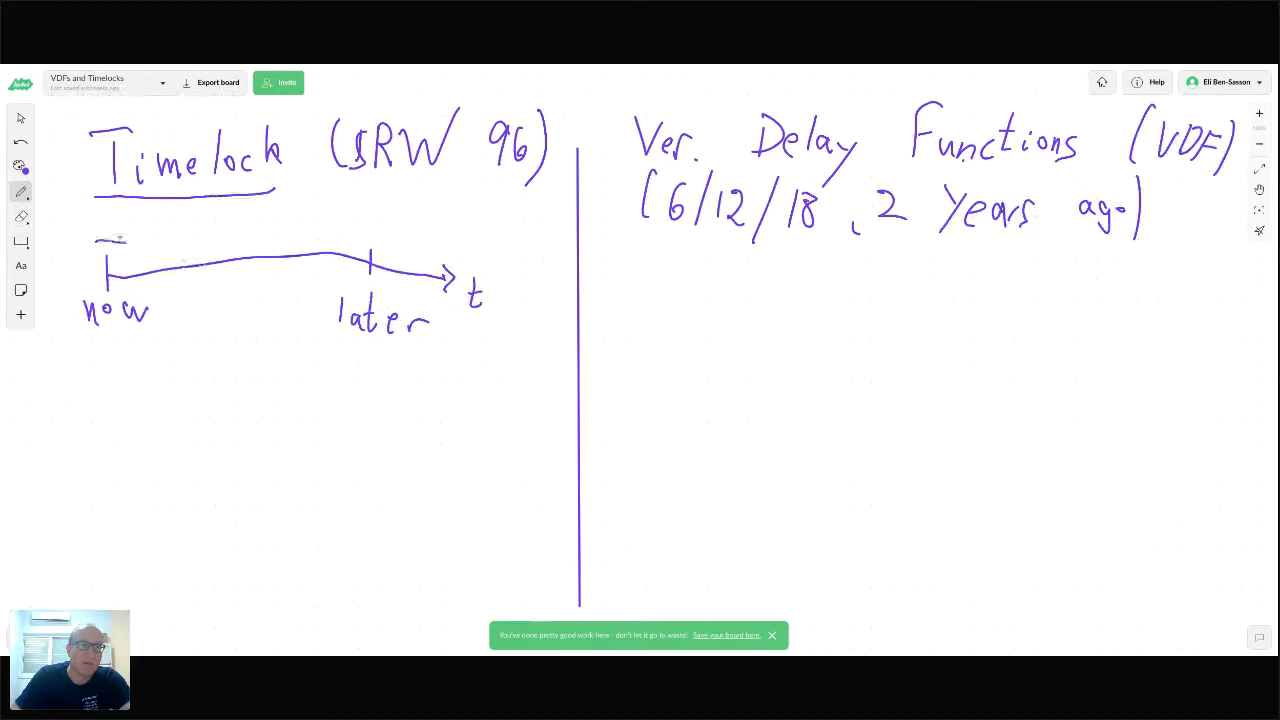 VDFs and Timelocks
Export board
Invite
Help
Eli Ben-Sasson
Timelock (SRW 96)
now
later
t
Ver. Delay Functions (VDF)
(6/12/18, 2 Years ago)
Aa
You've done pretty good work here - don't let it go to waste! Save your board here.